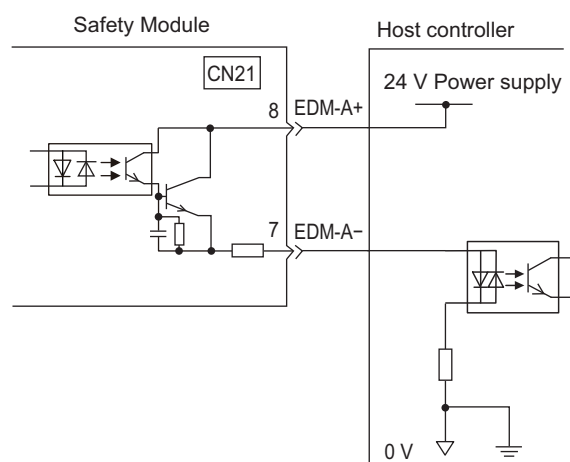 Safety Module
Host controller
CN21
24 V Power supply
8 EDM-A+
7 EDM-A−
0 V